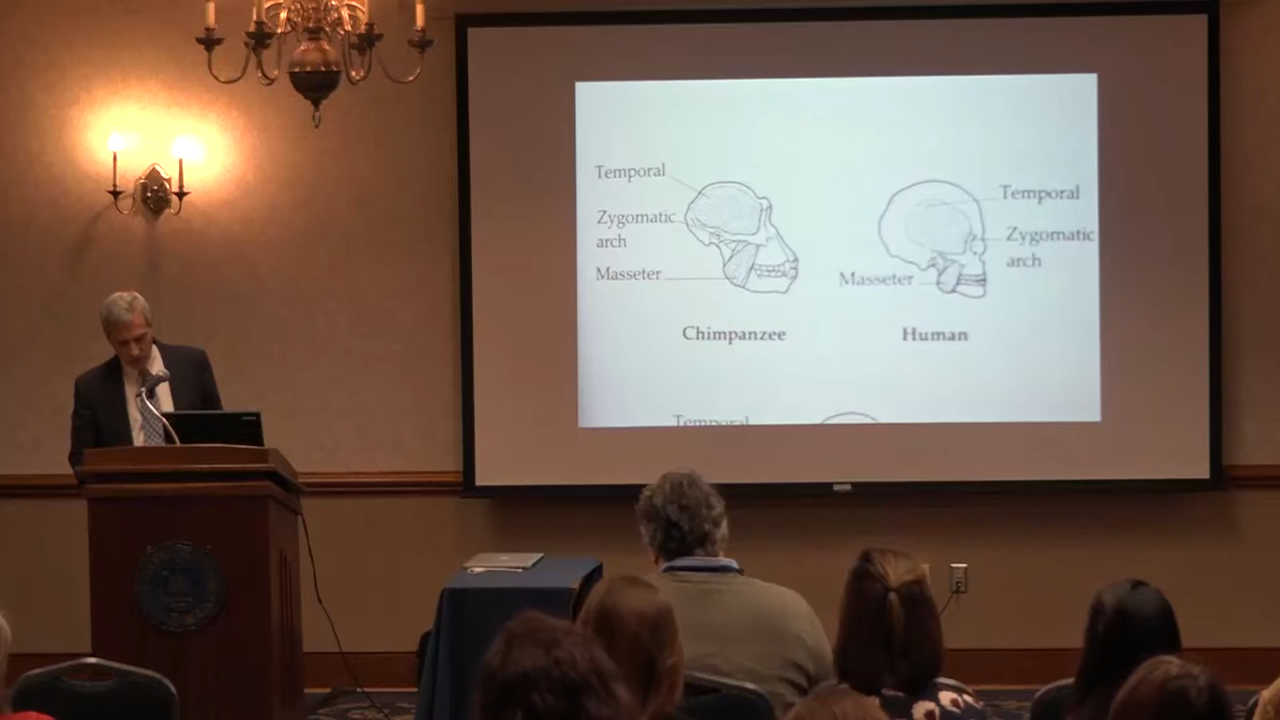 Temporal
Zygomatic
arch
Masseter
Chimpanzee
Temporal
Zygomatic
arch
Masseter
Human
Temporal